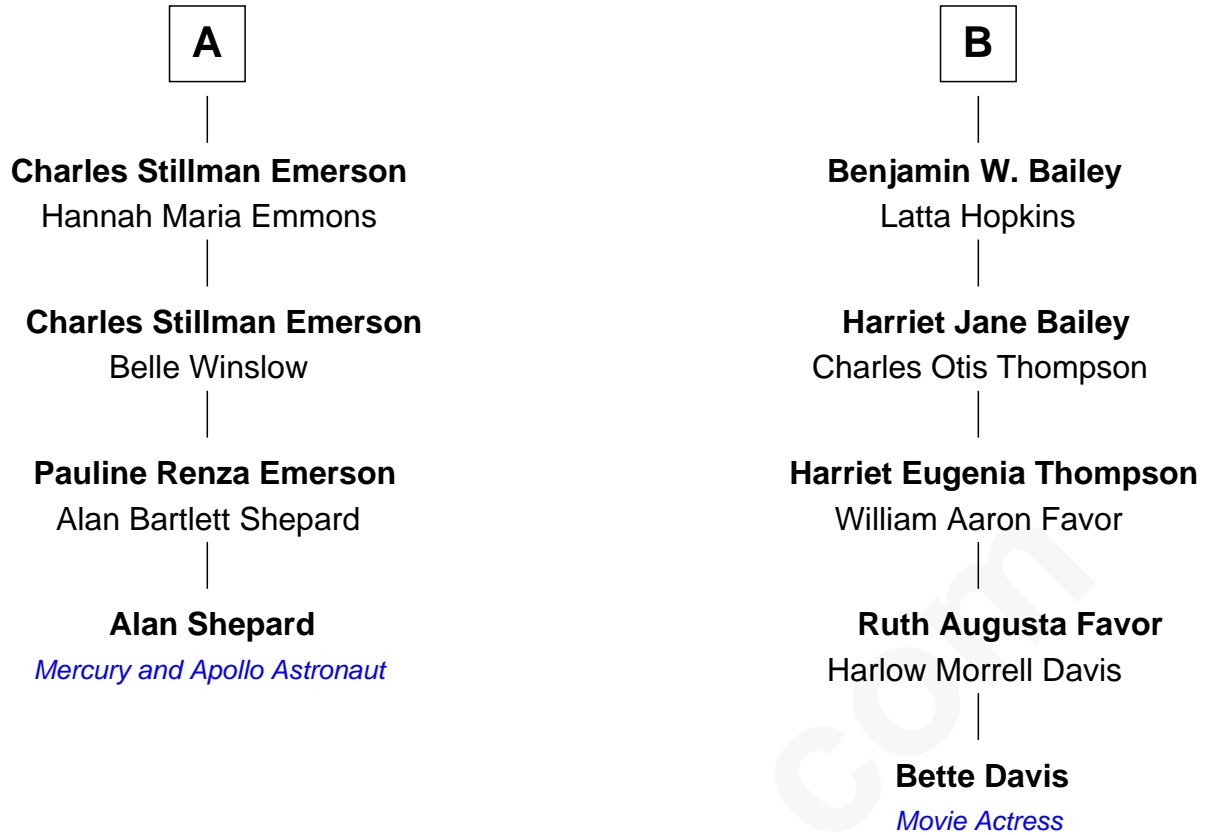 A
Charles Stillman Emerson
Hannah Maria Emmons
Charles Stillman Emerson
Belle Winslow
Pauline Renza Emerson
Alan Bartlett Shepard
Alan Shepard
Mercury and Apollo Astronaut
B
Benjamin W. Bailey
Latta Hopkins
Harriet Jane Bailey
Charles Otis Thompson
Harriet Eugenia Thompson
William Aaron Favor
Ruth Augusta Favor
Harlow Morrell Davis
Bette Davis
Movie Actress
com